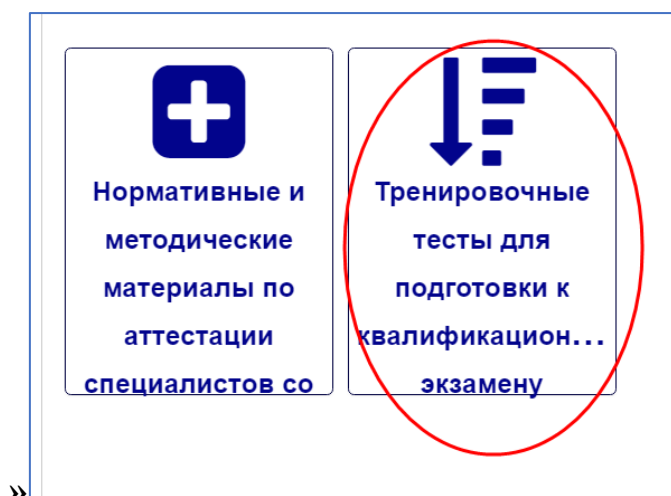 Нормативные и
методические
материалы по
аттестации
специалистов со
Тренировочные
тесты для
подготовки к
квалификацион...
экзамену
»